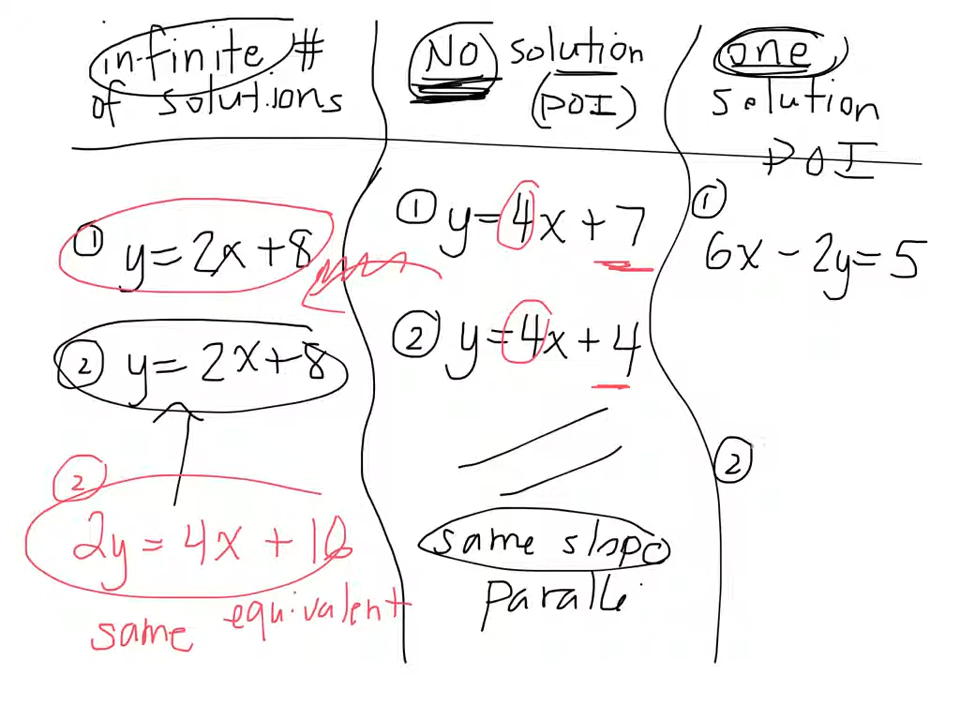 infinite #
of solutions
① y=2x+8
② y=2x+8
②
2y=4x+16
same equivalent
NO solution
(POI)
① y=4x+7
② y=4x+4
same slope
Paralle
one
solution
POI
①
6x-2y=5
②